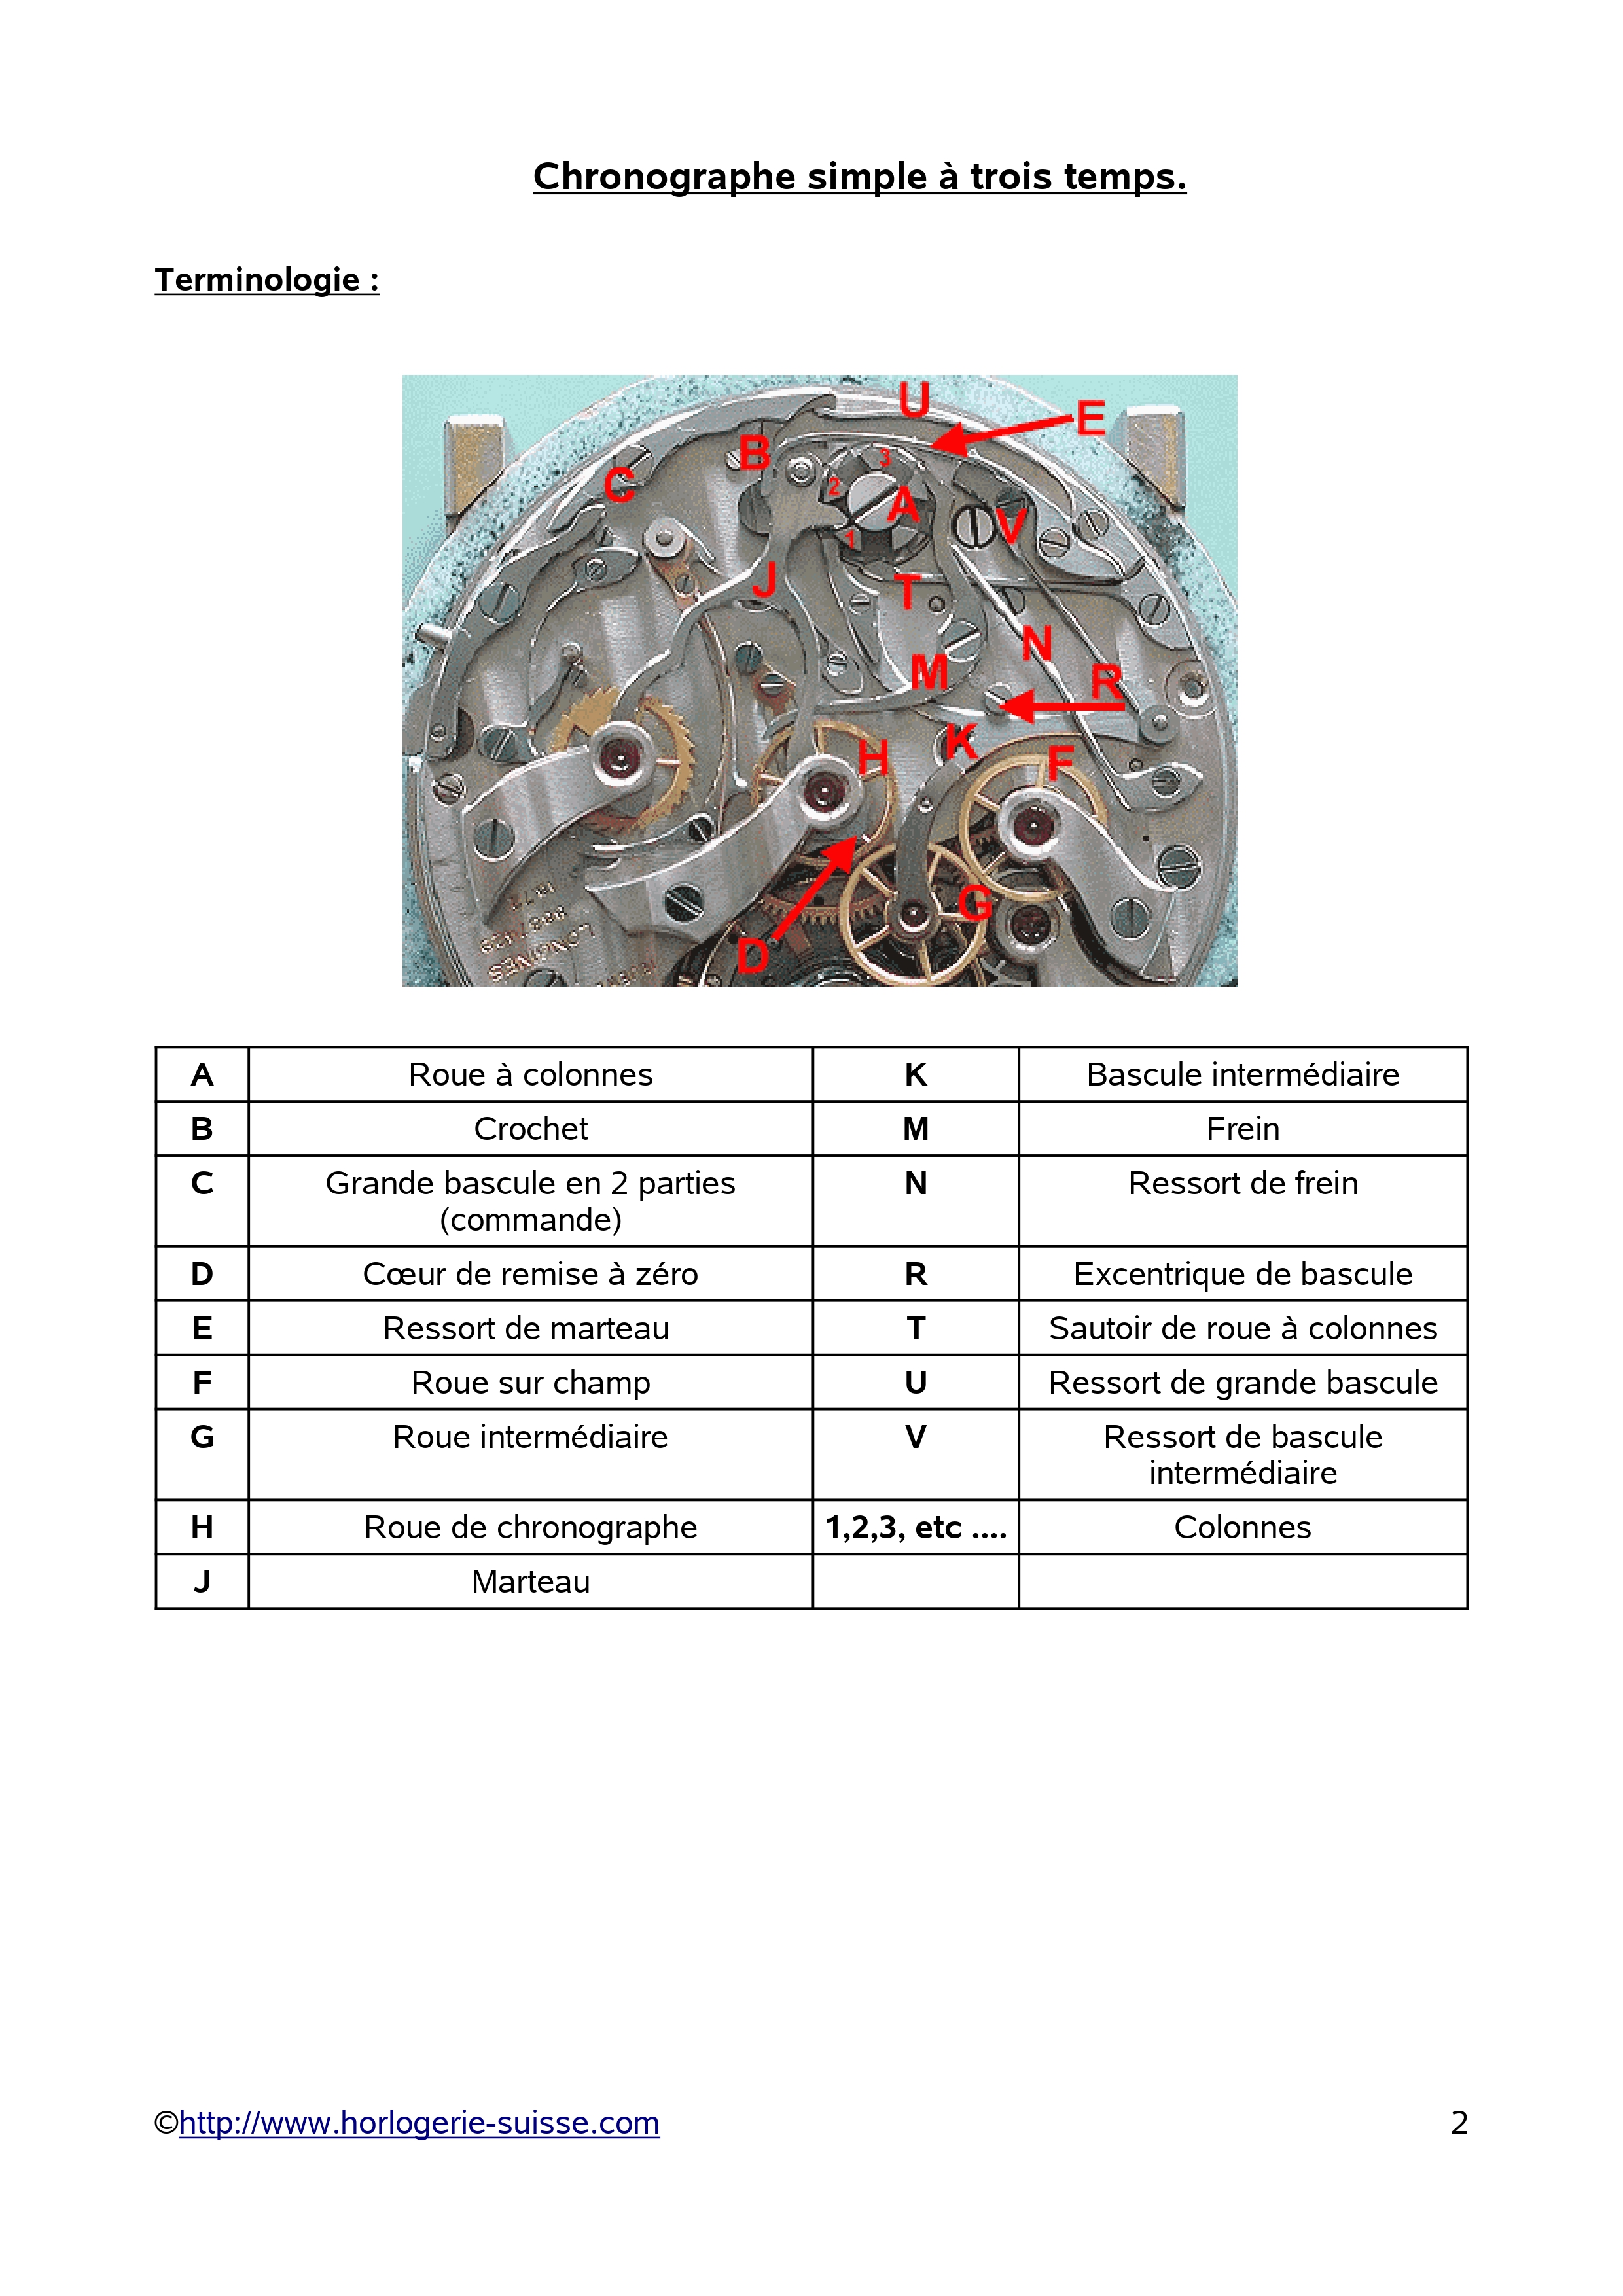 Chronographe simple à trois temps.
Terminologie :
U
E
B
3
C
2
A
V
1
J
T
N
M
R
K
H
F
G
D
LONGINES
A Roue à colonnes K Bascule intermédiaire
B Crochet M Frein
C Grande bascule en 2 parties N Ressort de frein
(commande)
D Cœur de remise à zéro R Excentrique de bascule
E Ressort de marteau T Sautoir de roue à colonnes
F Roue sur champ U Ressort de grande bascule
G Roue intermédiaire V Ressort de bascule
intermédiaire
H Roue de chronographe 1,2,3, etc .... Colonnes
J Marteau
©http://www.horlogerie-suisse.com 2